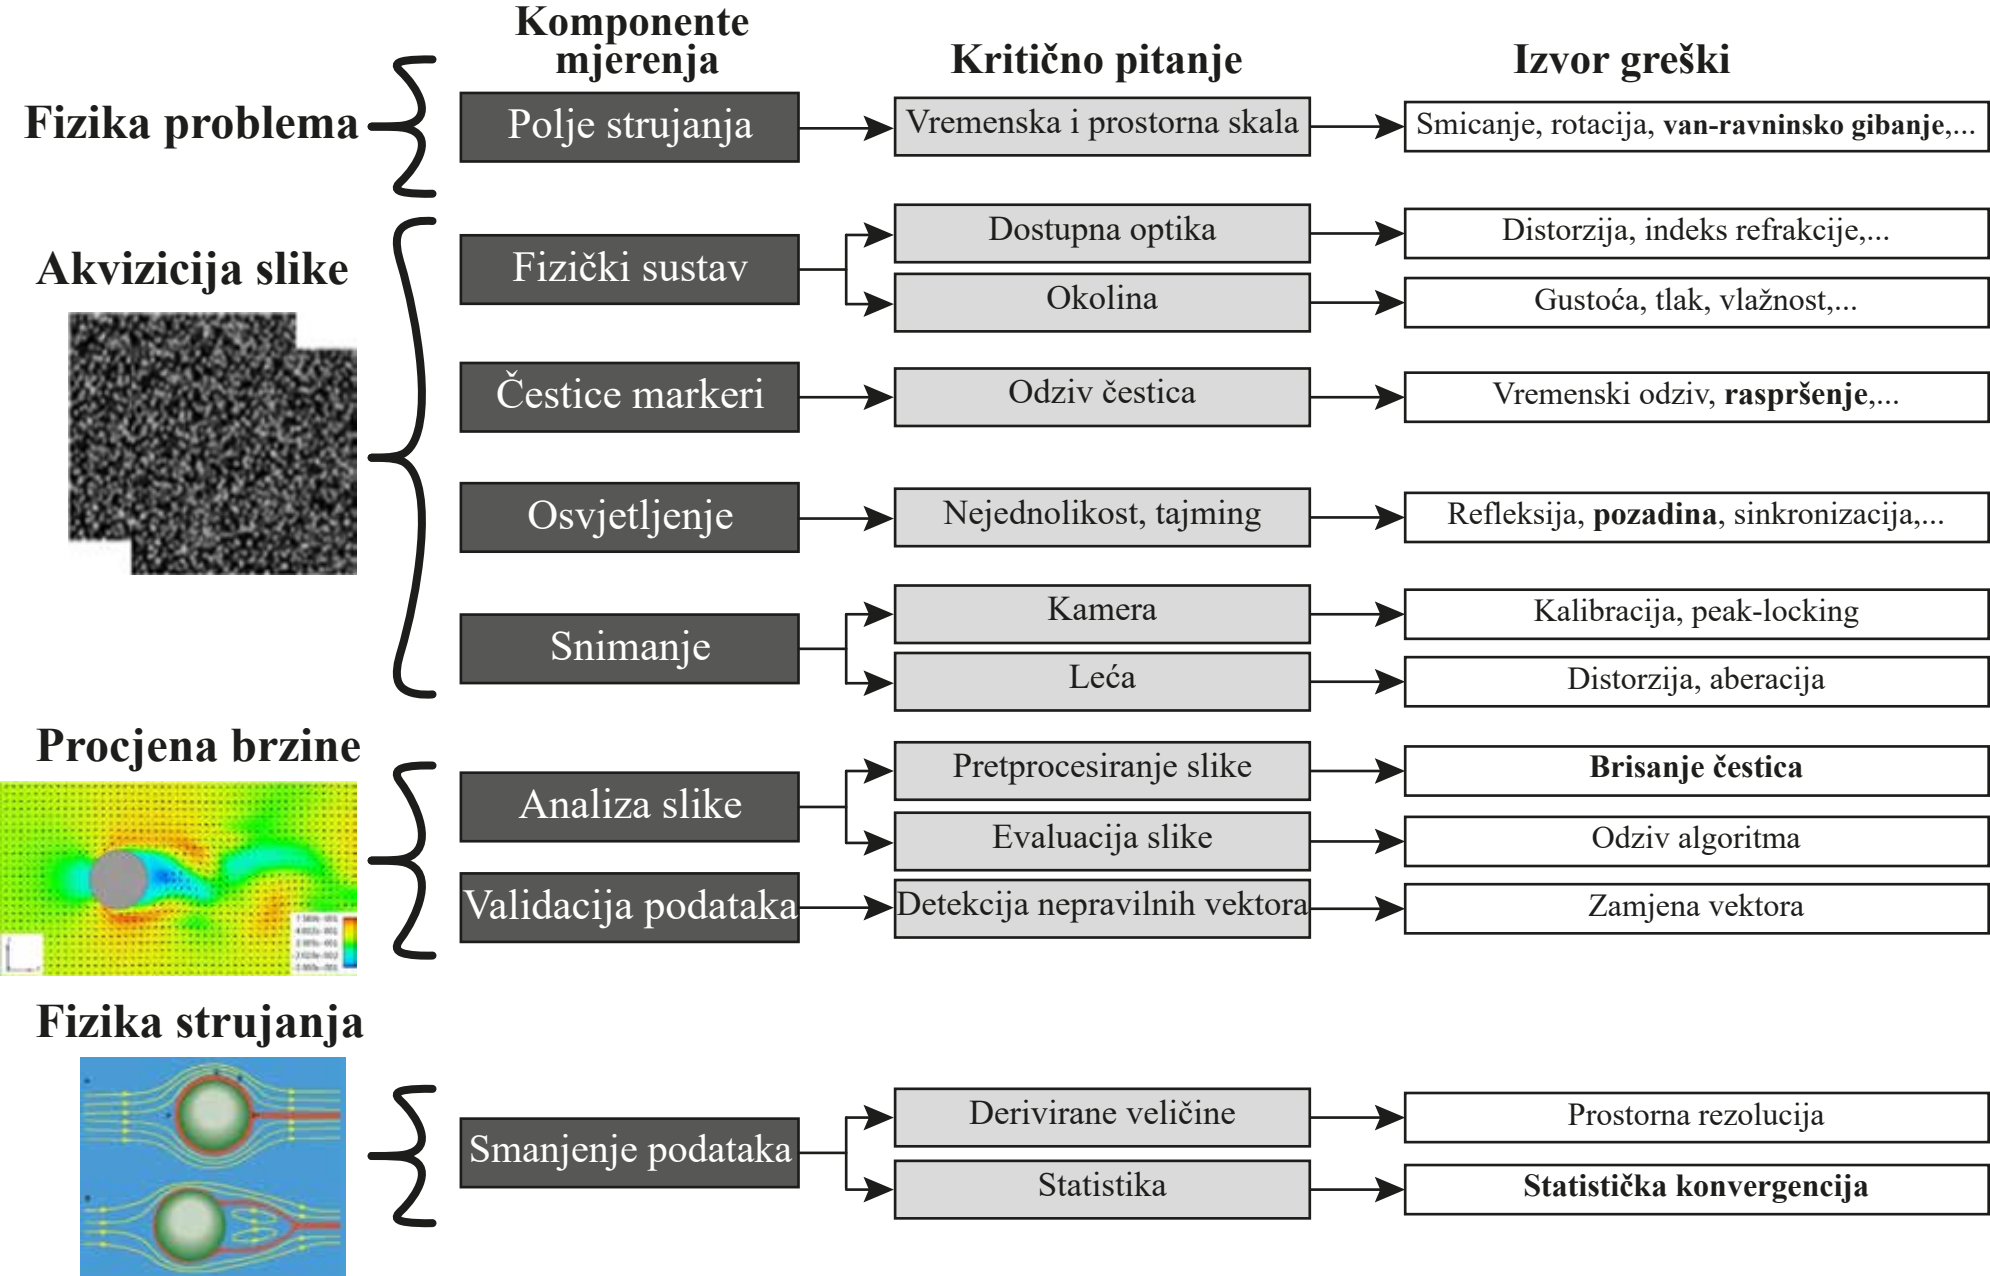 Komponente
mjerenja
Kritično pitanje
Izvor greški
Fizika problema
Polje strujanja
Vremenska i prostorna skala
Smicanje, rotacija, van-ravninsko gibanje,...
Akvizicija slike
Fizički sustav
Dostupna optika
Distorzija, indeks refrakcije,...
Okolina
Gustoća, tlak, vlažnost,...
Čestice markeri
Odziv čestica
Vremenski odziv, raspršenje,...
Osvjetljenje
Nejednolikost, tajming
Refleksija, pozadina, sinkronizacija,...
Snimanje
Kamera
Kalibracija, peak-locking
Leća
Distorzija, aberacija
Procjena brzine
Analiza slike
Pretprocesiranje slike
Brisanje čestica
Evaluacija slike
Odziv algoritma
Validacija podataka
Detekcija nepravilnih vektora
Zamjena vektora
Fizika strujanja
Smanjenje podataka
Derivirane veličine
Prostorna rezolucija
Statistika
Statistička konvergencija